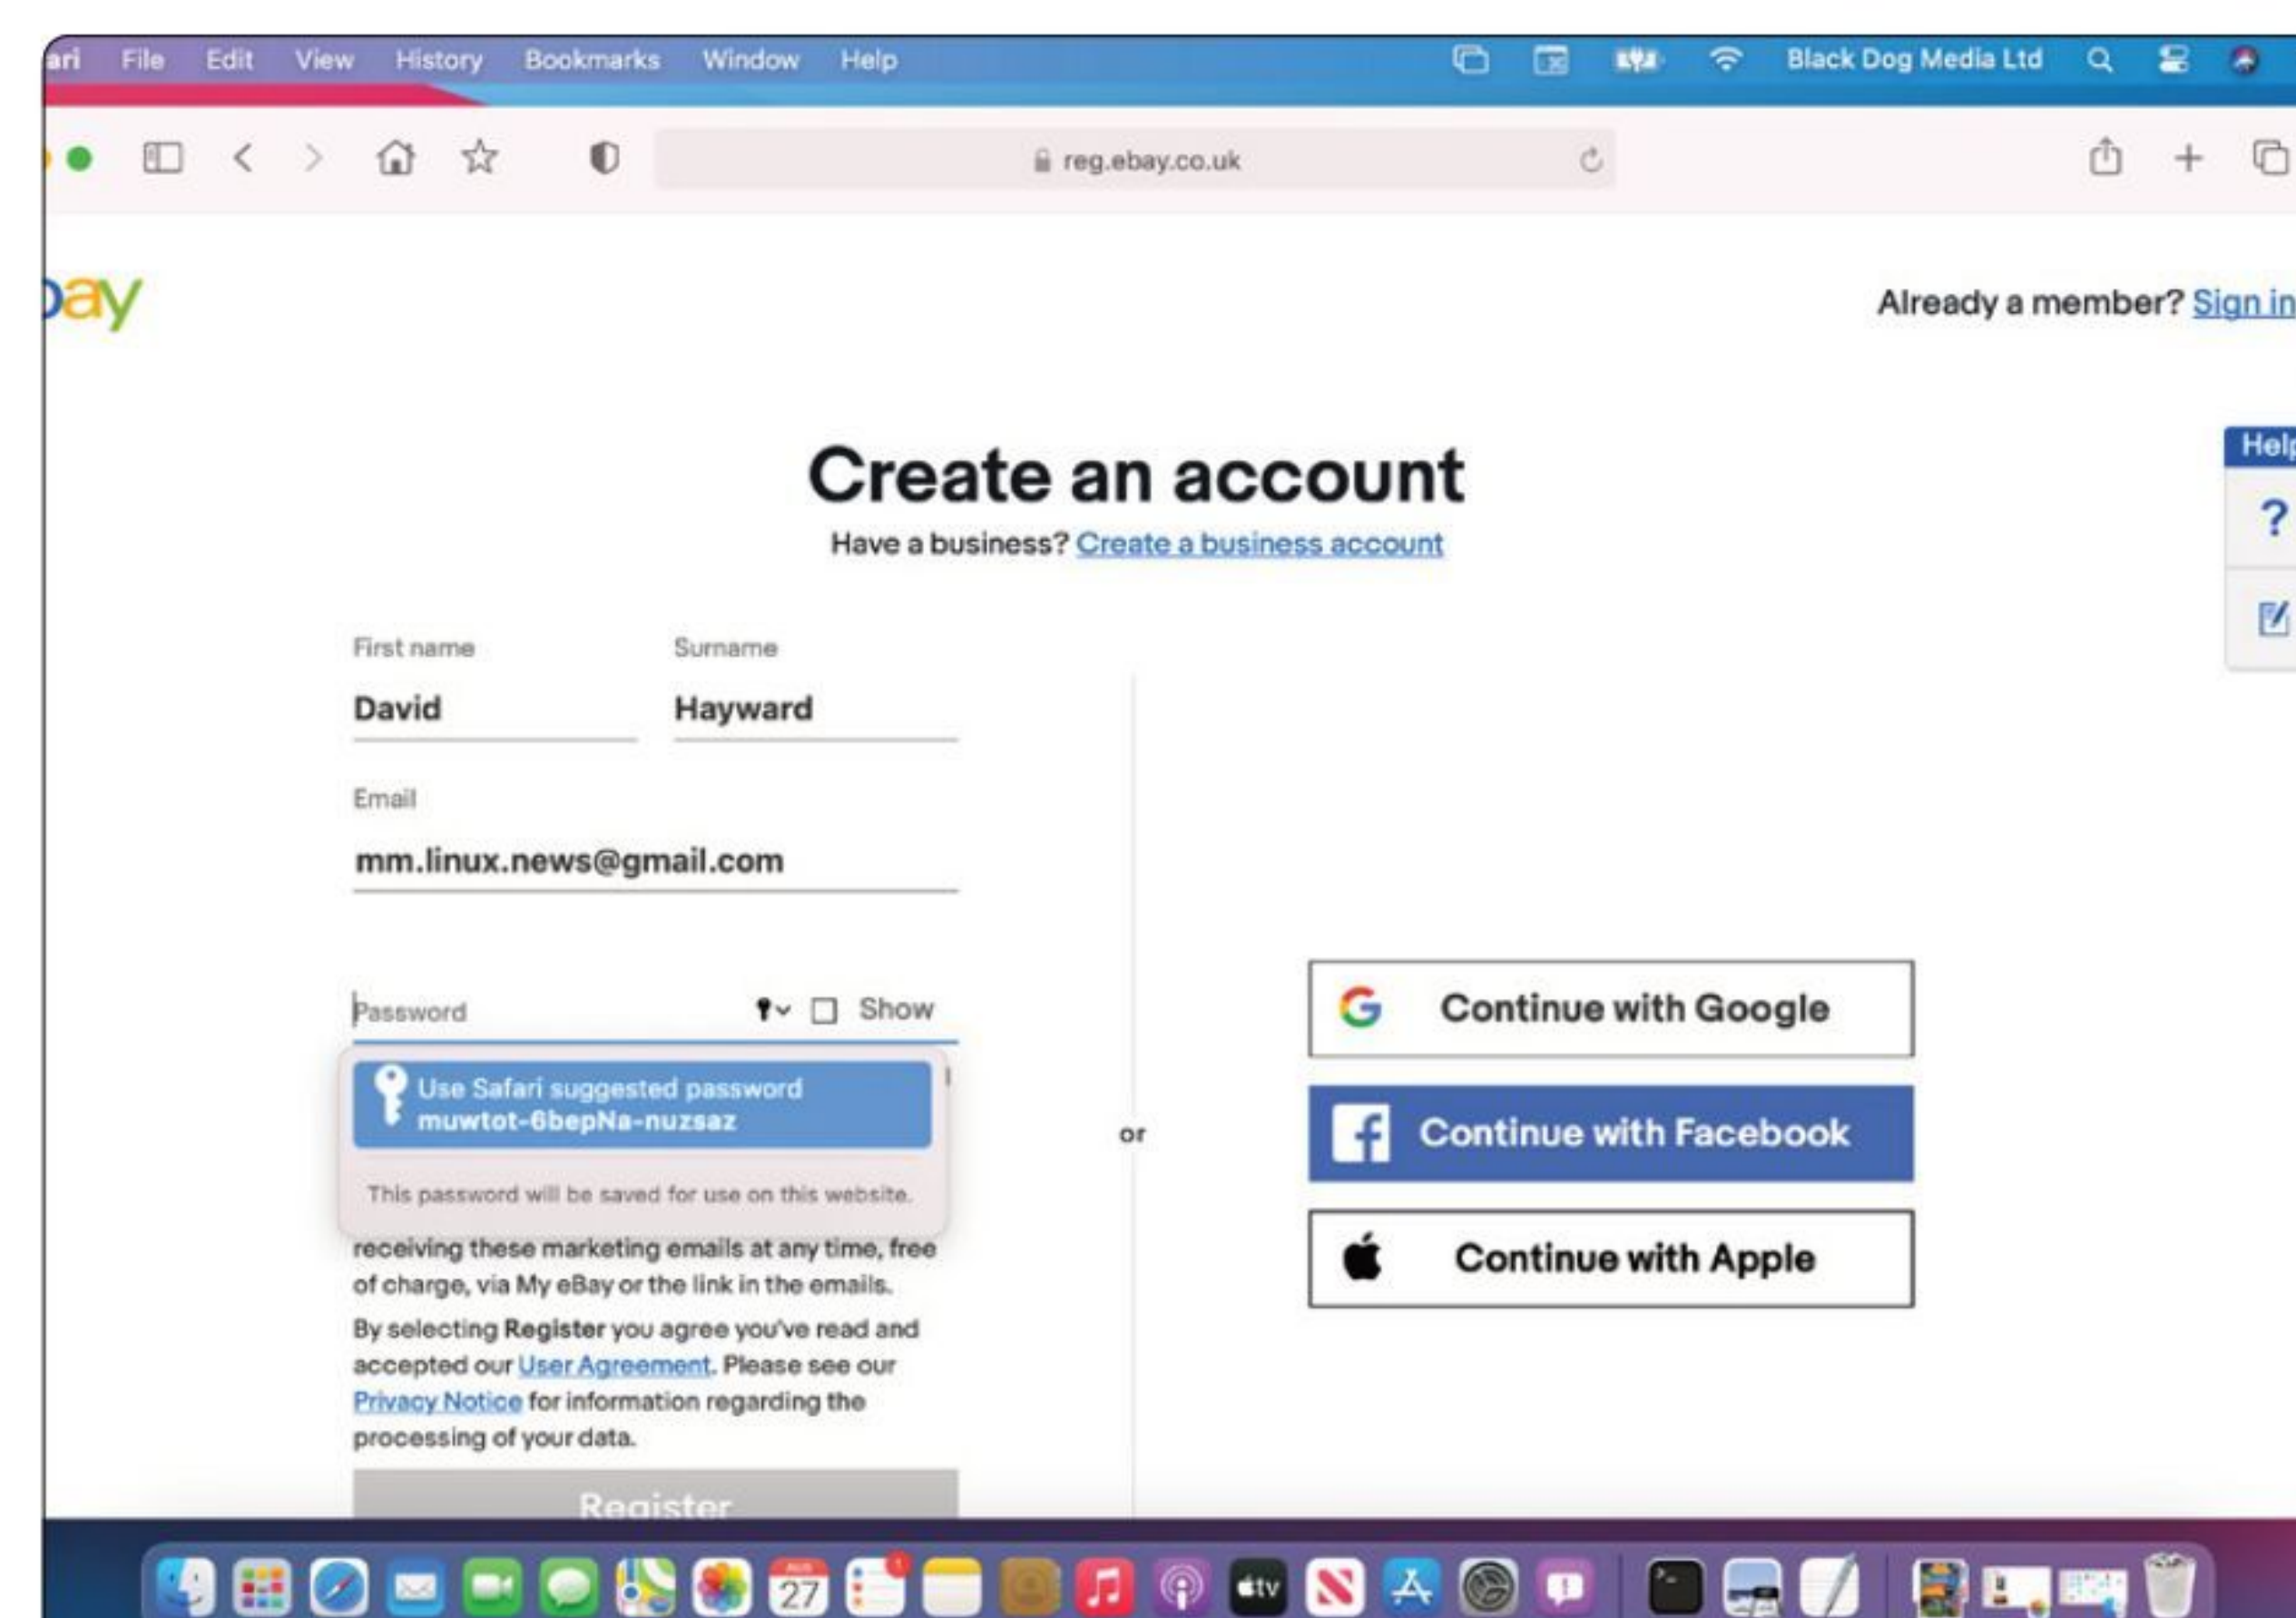 ari File Edit View History Bookmarks Window Help Black Dog Media Ltd
reg.ebay.co.uk
bay
Already a member? Sign in
Create an account
Have a business? Create a business account
Help
?
First name Surname
David Hayward
Email
mm.linux.news@gmail.com
Password Show
Use Safari suggested password
muwtot-6bepNa-nuzsaz
This password will be saved for use on this website.
receiving these marketing emails at any time, free
of charge, via My eBay or the link in the emails.
By selecting Register you agree you've read and
accepted our User Agreement. Please see our
Privacy Notice for information regarding the
processing of your data.
Register
or
Continue with Google
Continue with Facebook
Continue with Apple
AUG
27
1
tv